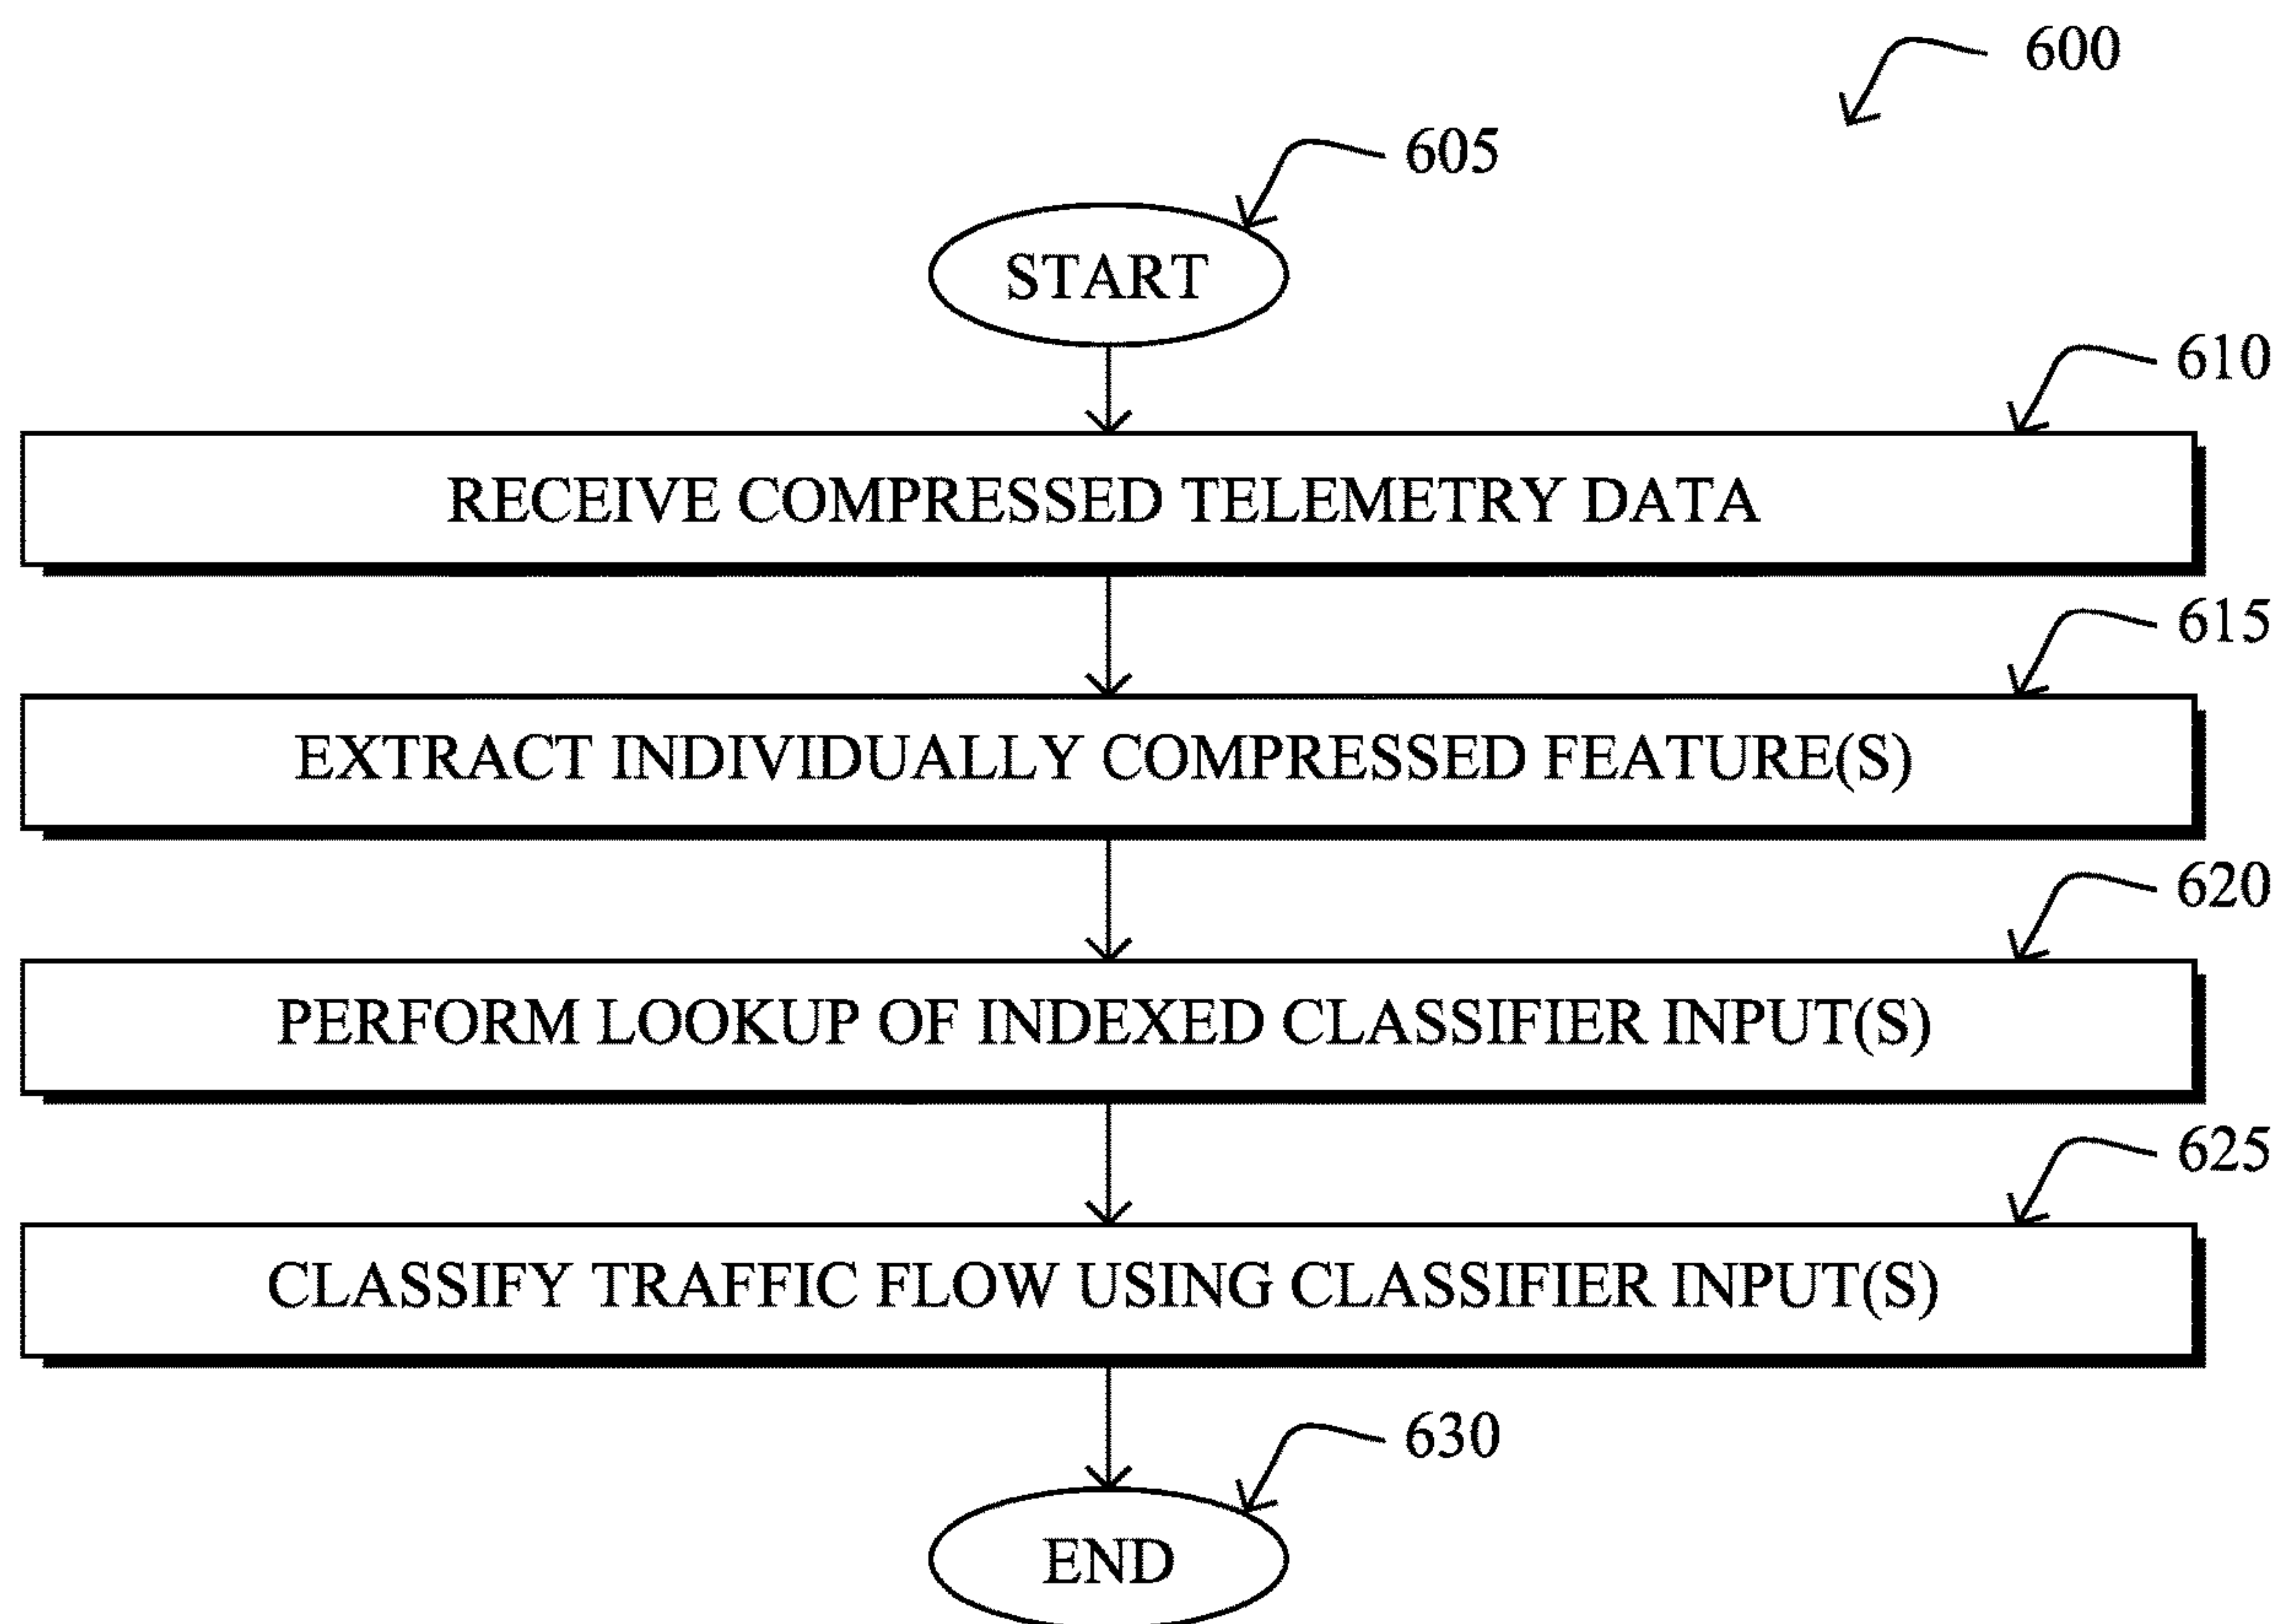 600
605
START
610
RECEIVE COMPRESSED TELEMETRY DATA
615
EXTRACT INDIVIDUALLY COMPRESSED FEATURE(S)
620
PERFORM LOOKUP OF INDEXED CLASSIFIER INPUT(S)
625
CLASSIFY TRAFFIC FLOW USING CLASSIFIER INPUT(S)
630
END